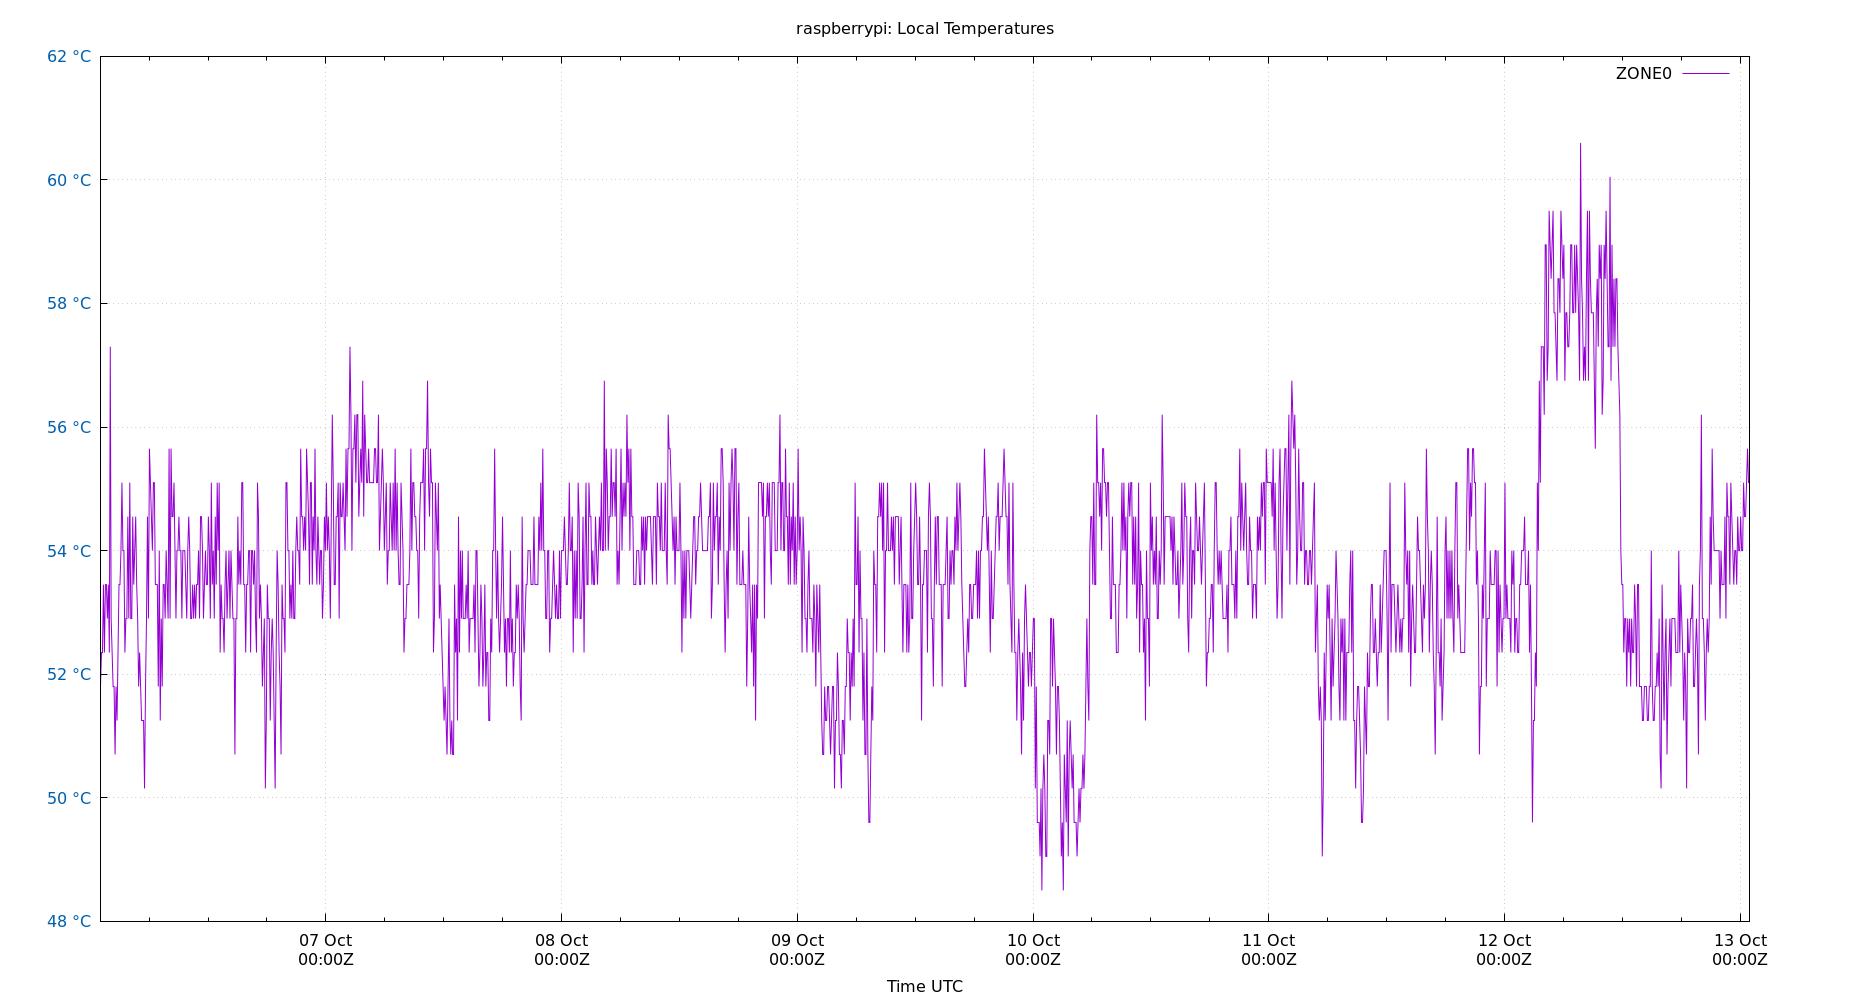 raspberrypi: Local Temperatures
62 °C
ZONE0
60 °C
58 °C
56 °C
54 °C
52 °C
50 °C
48 °C
07 Oct 08 Oct 09 Oct 10 Oct 11 Oct 12 Oct 13 Oct
00:00Z 00:00Z 00:00Z 00:00Z 00:00Z 00:00Z 00:00Z
Time UTC